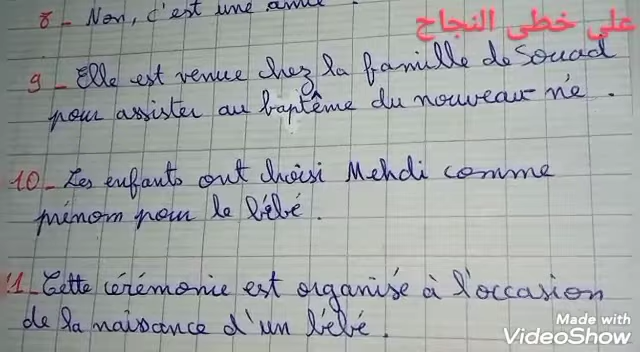 8- Non, c'est une amie
على خطى النجاح
9- Elle est venue chez la famille de Souad
pour assister au baptême du nouveau né.
10- Les enfants ont choisi Mehdi comme
prénom pour le bébé.
11- Cette cérémonie est organisé à l'occasion
de la naissance d'un bébé.
Made with
VideoShow